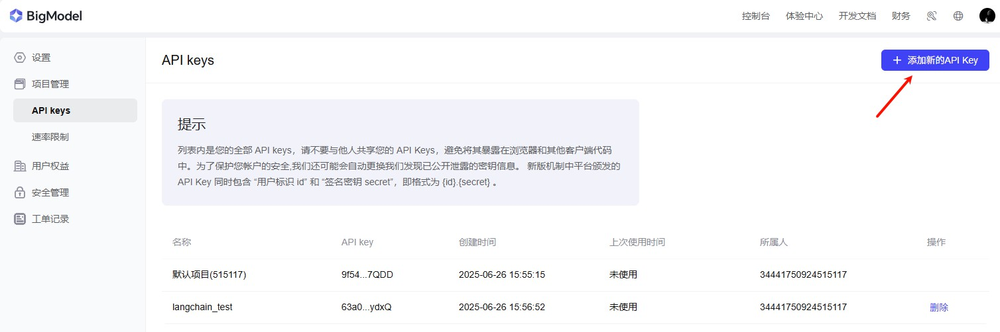 BigModel
控制台 体验中心 开发文档 财务
设置
项目管理
API keys
速率限制
用户权益
安全管理
工单记录
API keys
添加新的API Key
提示
列表内是您的全部 API keys，请不要与他人共享您的 API Keys，避免将其暴露在浏览器和其他客户端代码
中。为了保护您帐户的安全,我们还可能会自动更换我们发现已公开泄露的密钥信息。 新版机制中平台颁发的
API Key 同时包含 “用户标识 id” 和 “签名密钥 secret”，即格式为 {id}.{secret} 。
名称 API key 创建时间 上次使用时间 所属人 操作
默认项目(515117) 9f54...7QDD 2025-06-26 15:55:15 未使用 34441750924515117
langchain_test 63a0...ydxQ 2025-06-26 15:56:52 未使用 34441750924515117 删除